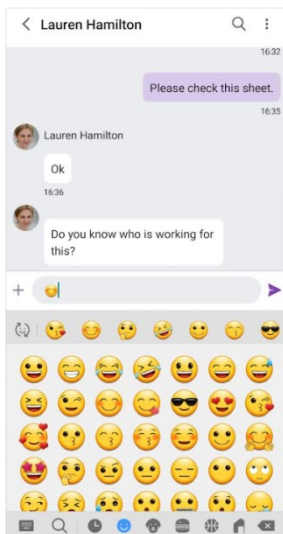 Lauren Hamilton
16:32
Please check this sheet.
16:35
Lauren Hamilton
Ok
16:36
Do you know who is working for
this?